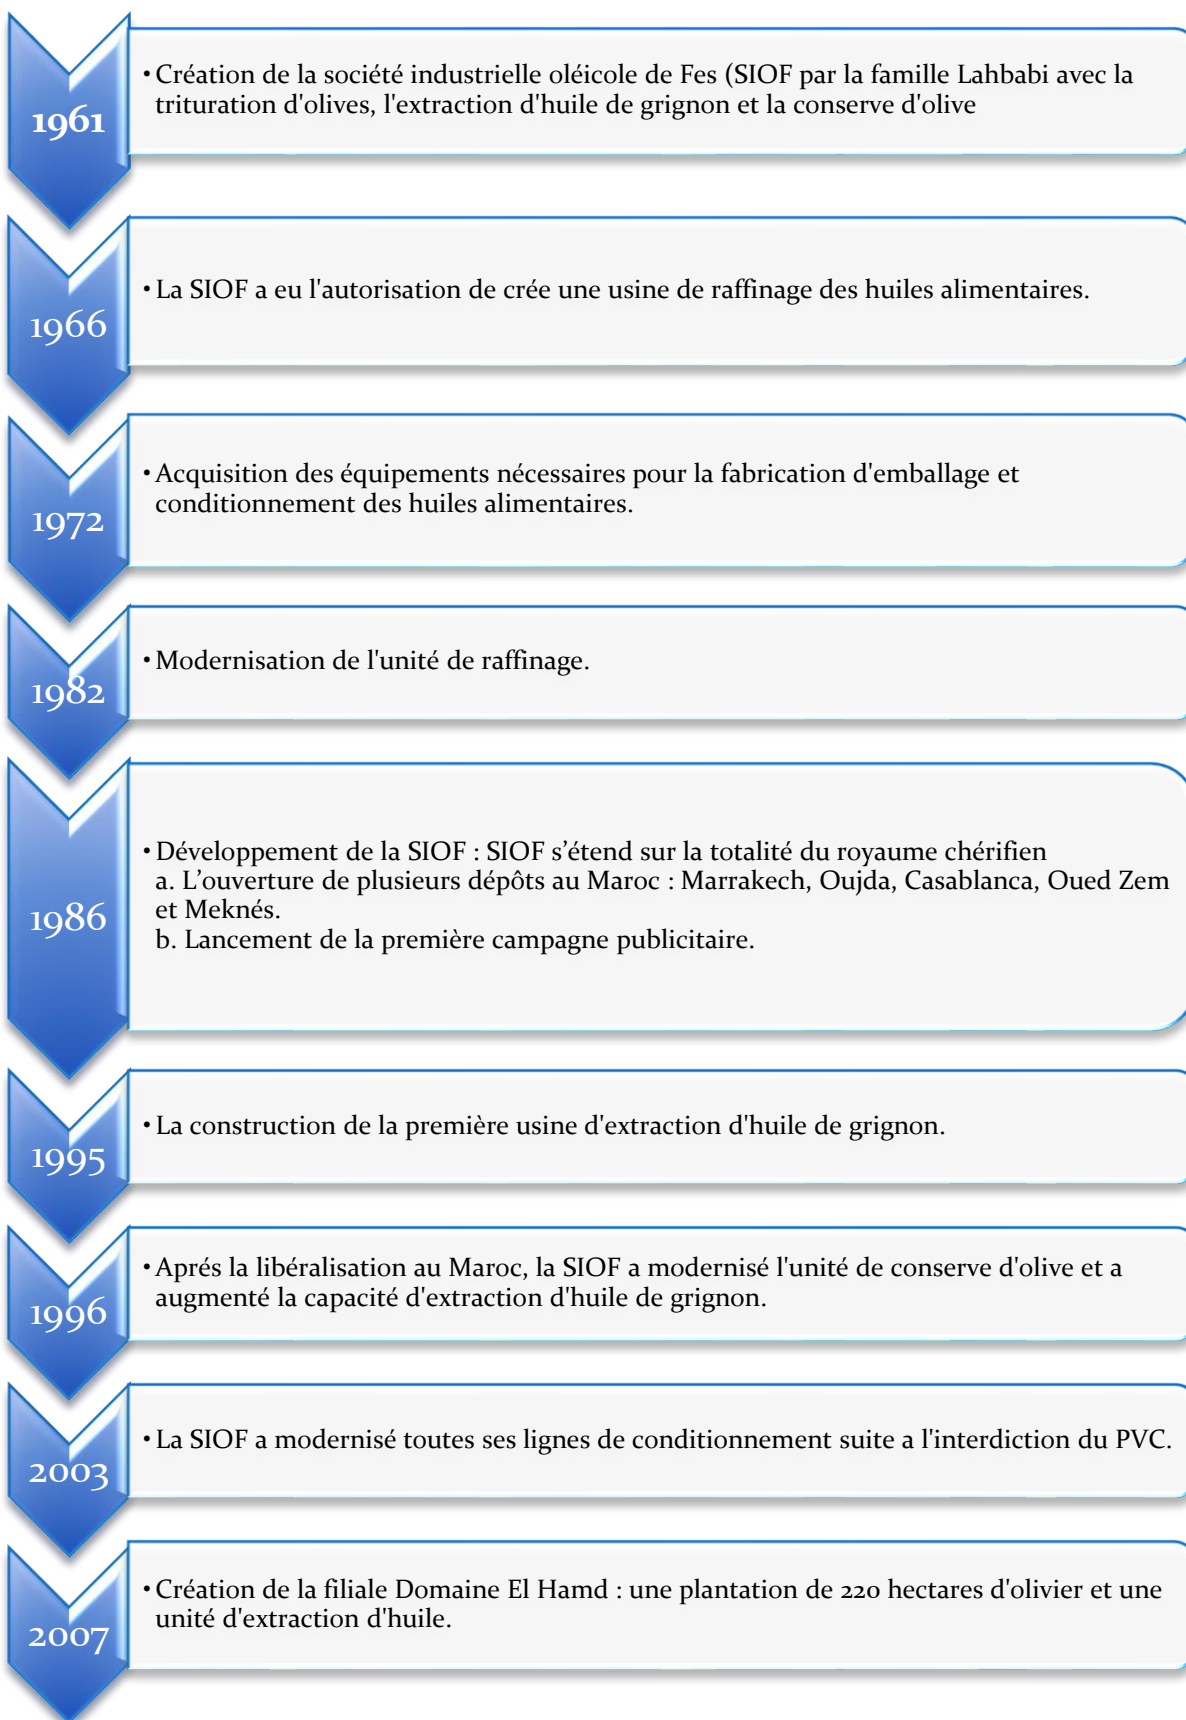 1961
• Création de la société industrielle oléicole de Fes (SIOF par la famille Lahbabi avec la
trituration d'olives, l'extraction d'huile de grignon et la conserve d'olive
1966
• La SIOF a eu l'autorisation de crée une usine de raffinage des huiles alimentaires.
1972
• Acquisition des équipements nécessaires pour la fabrication d'emballage et
conditionnement des huiles alimentaires.
1982
• Modernisation de l'unité de raffinage.
1986
• Développement de la SIOF : SIOF s’étend sur la totalité du royaume chérifien
a. L’ouverture de plusieurs dépôts au Maroc : Marrakech, Oujda, Casablanca, Oued Zem
et Meknés.
b. Lancement de la première campagne publicitaire.
1995
• La construction de la première usine d'extraction d'huile de grignon.
1996
• Aprés la libéralisation au Maroc, la SIOF a modernisé l'unité de conserve d'olive et a
augmenté la capacité d'extraction d'huile de grignon.
2003
• La SIOF a modernisé toutes ses lignes de conditionnement suite a l'interdiction du PVC.
2007
• Création de la filiale Domaine El Hamd : une plantation de 220 hectares d'olivier et une
unité d'extraction d'huile.